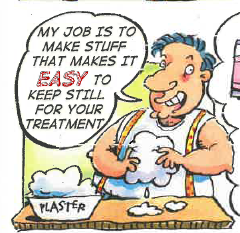 MY JOB IS TO
MAKE STUFF
THAT MAKES IT
EASY TO
KEEP STILL
FOR YOUR
TREATMENT
PLASTER